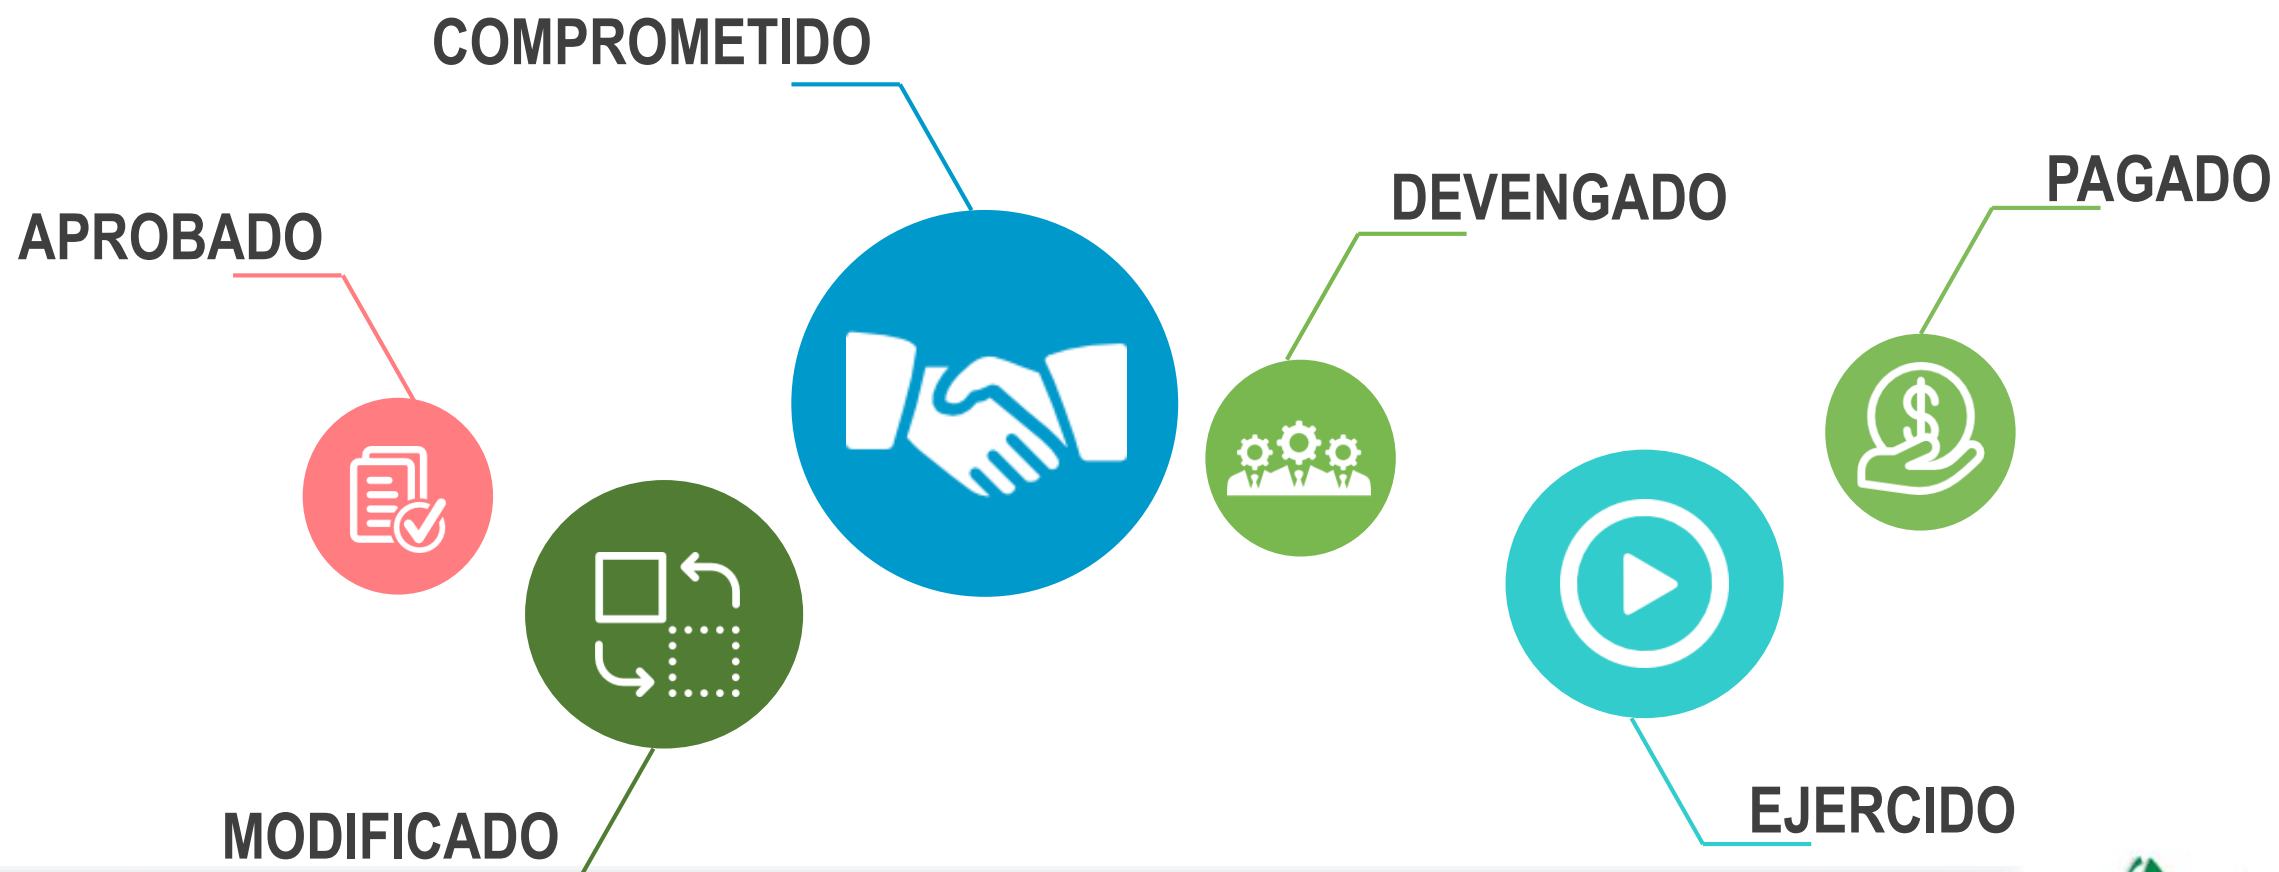 COMPROMETIDO
APROBADO
DEVENGADO
PAGADO
MODIFICADO
EJERCIDO